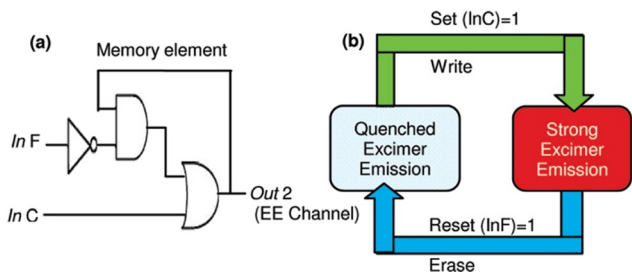 (a)
Memory element
In F
In C
Out 2
(EE Channel)
(b)
Set (InC)=1
Write
Quenched
Excimer
Emission
Strong
Excimer
Emission
Reset (InF)=1
Erase